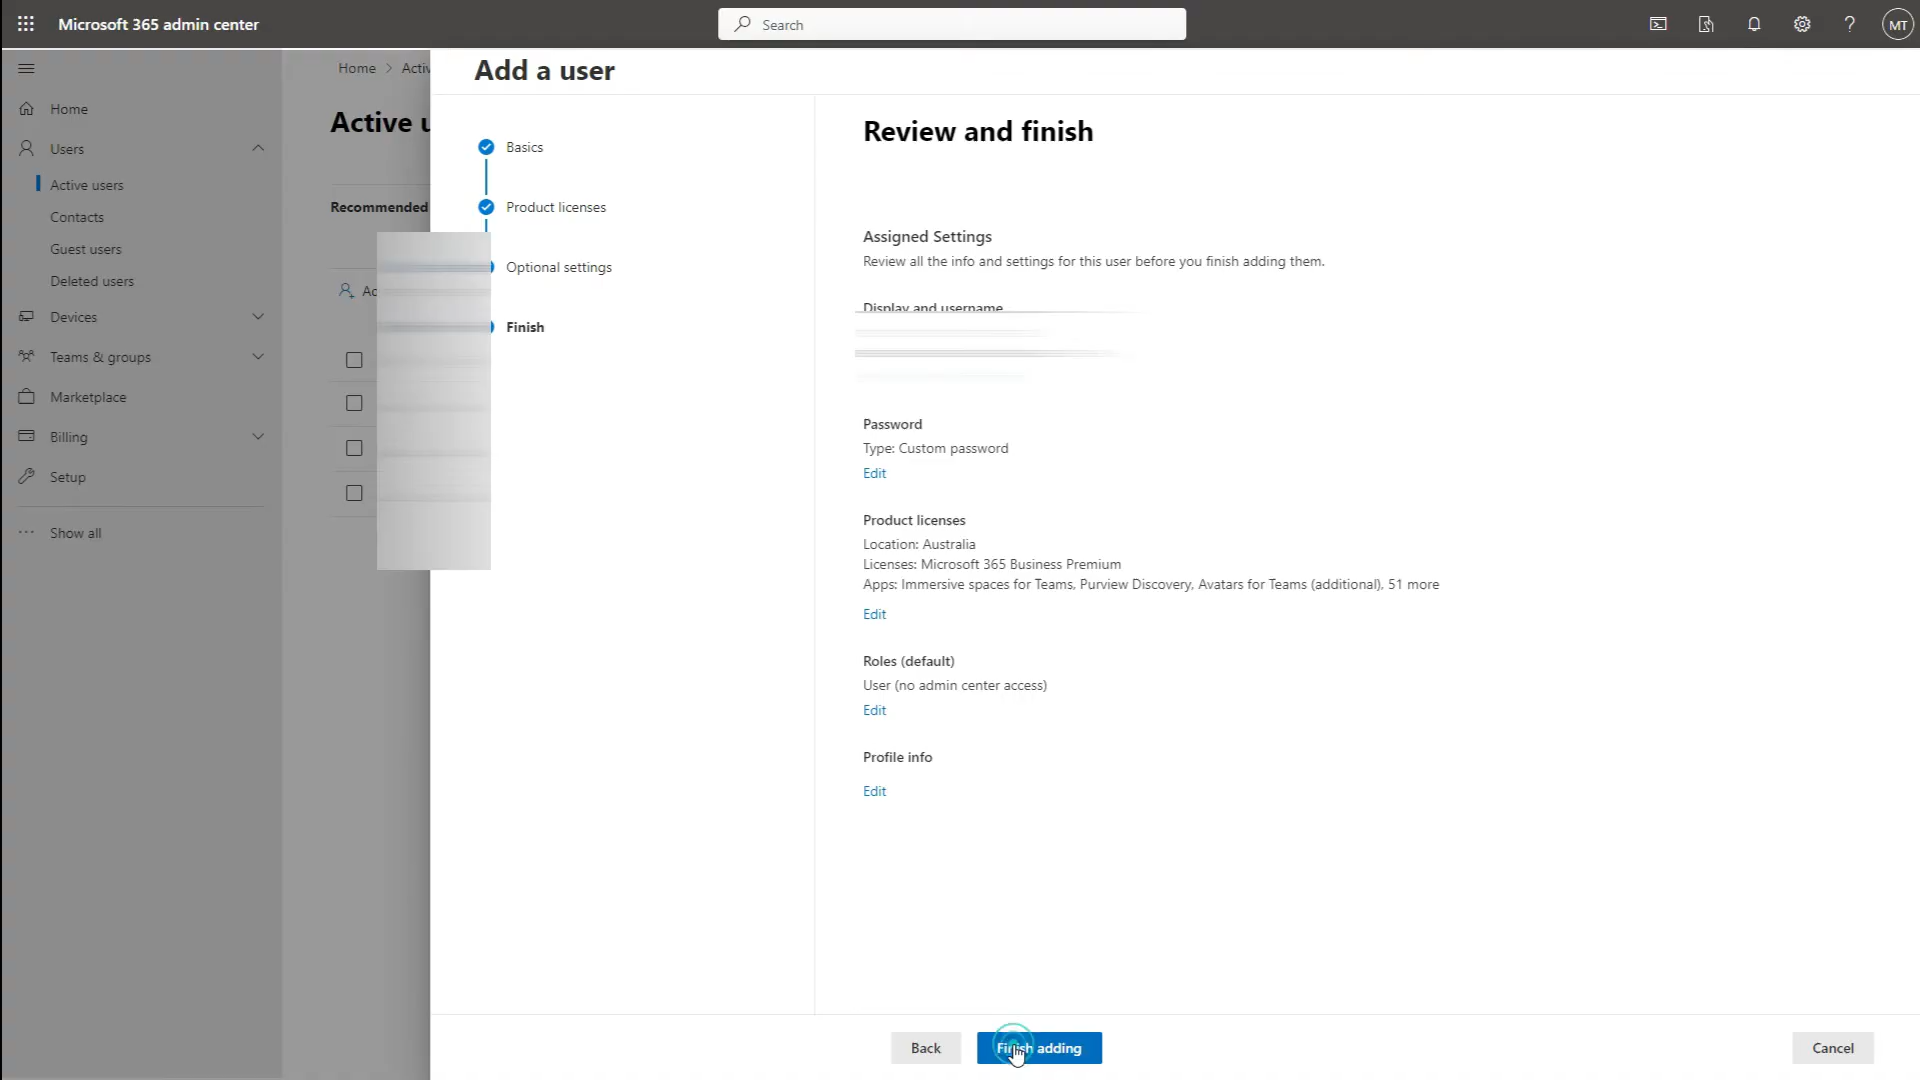 Microsoft 365 admin center
Search
MT
Home
Users
Active users
Contacts
Guest users
Deleted users
Devices
Teams & groups
Marketplace
Billing
Setup
Show all
Home
Active
Recommended
Add a user
Basics
Product licenses
Optional settings
Finish
Review and finish
Assigned Settings
Review all the info and settings for this user before you finish adding them.
Display and username
Password
Type: Custom password
Edit
Product licenses
Location: Australia
Licenses: Microsoft 365 Business Premium
Apps: Immersive spaces for Teams, Purview Discovery, Avatars for Teams (additional), 51 more
Edit
Roles (default)
User (no admin center access)
Edit
Profile info
Edit
Back
Finish adding
Cancel